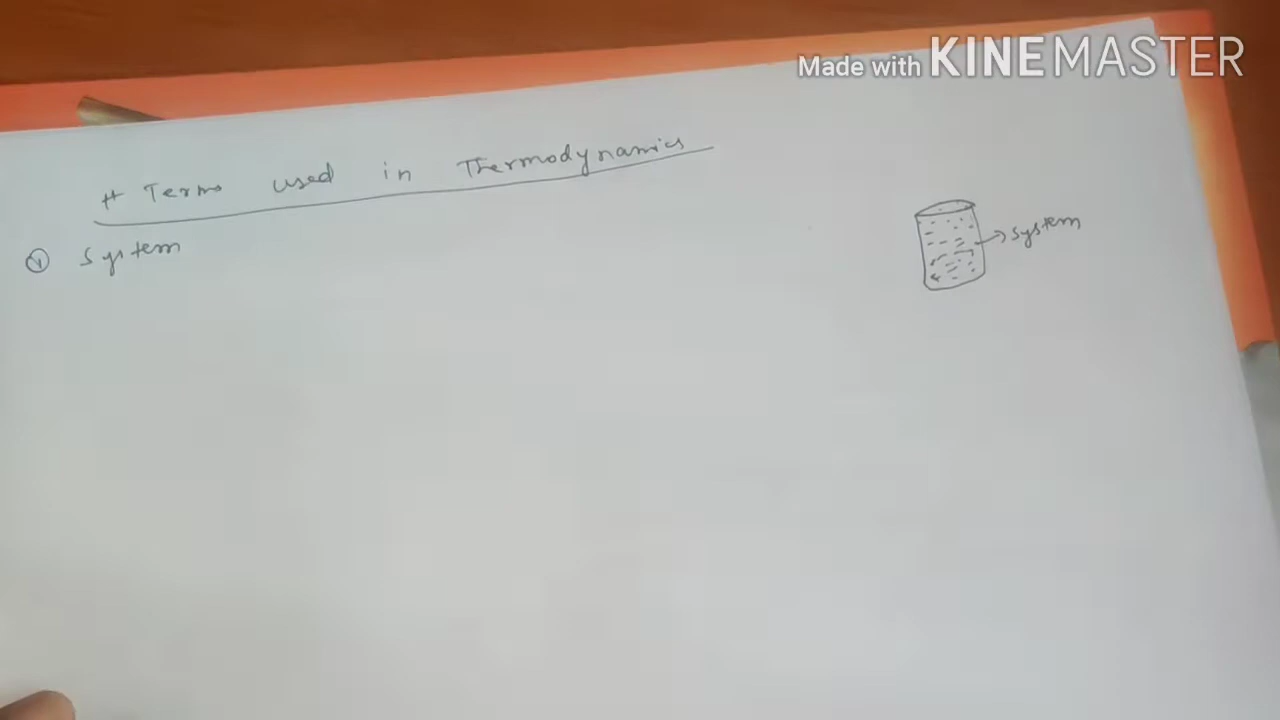 Made with KINEMASTER
# Terms used in Thermodynamics
① System
→ system